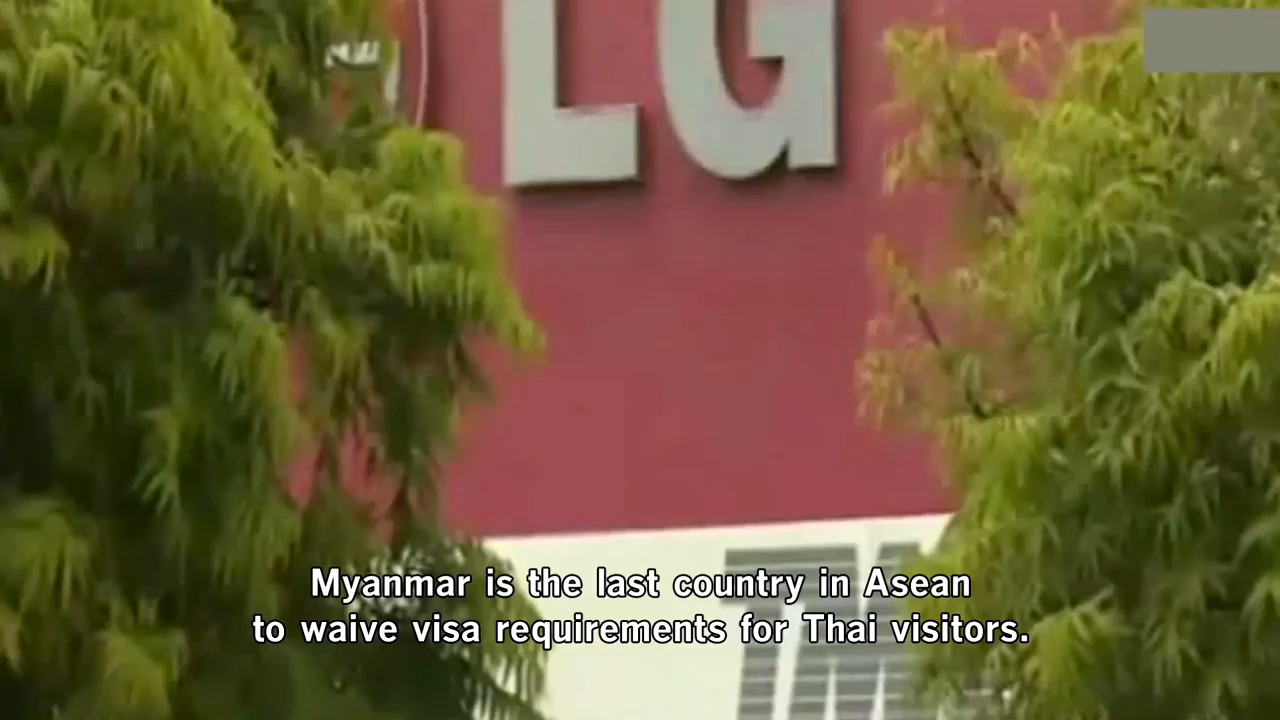 LG
Myanmar is the last country in Asean
to waive visa requirements for Thai visitors.